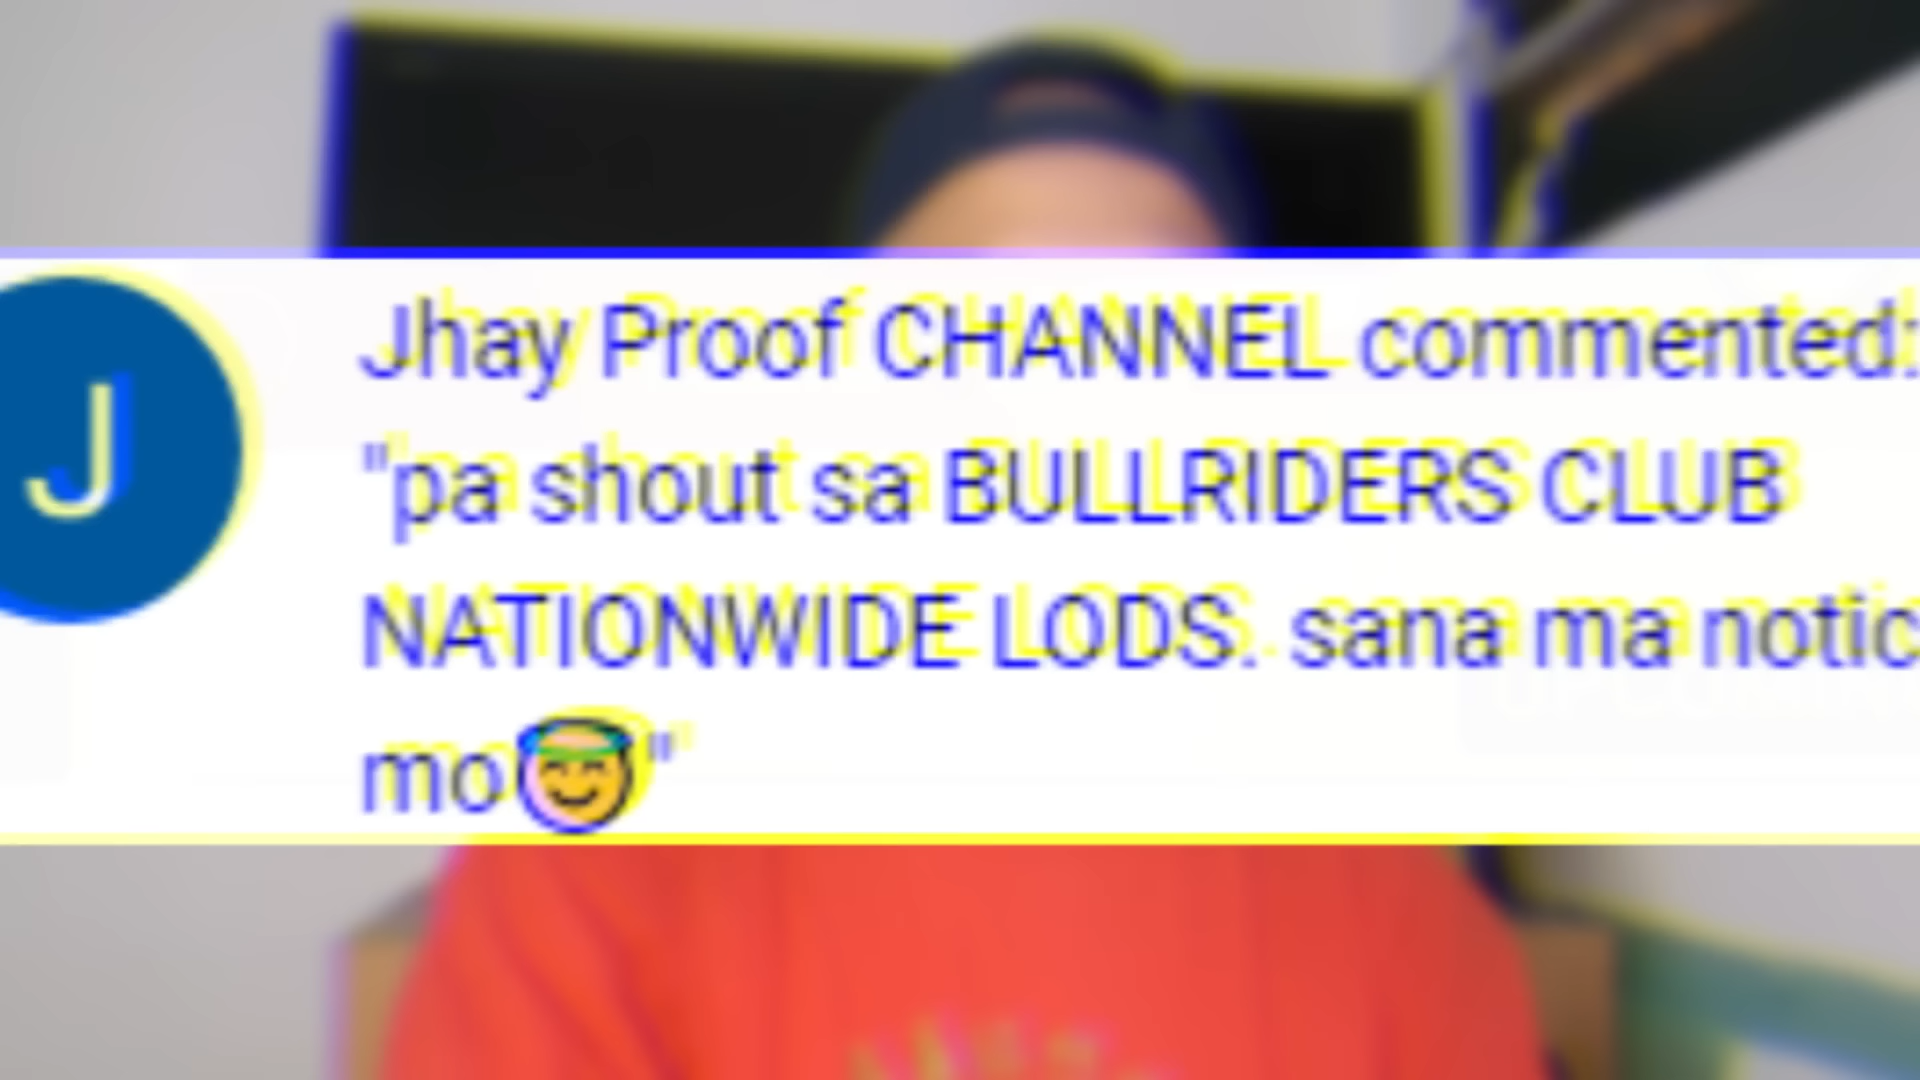 J
Jhay Proof CHANNEL commented:
"pa shout sa BULLRIDERS CLUB
NATIONWIDE LODS. sana ma notic
mo😇"